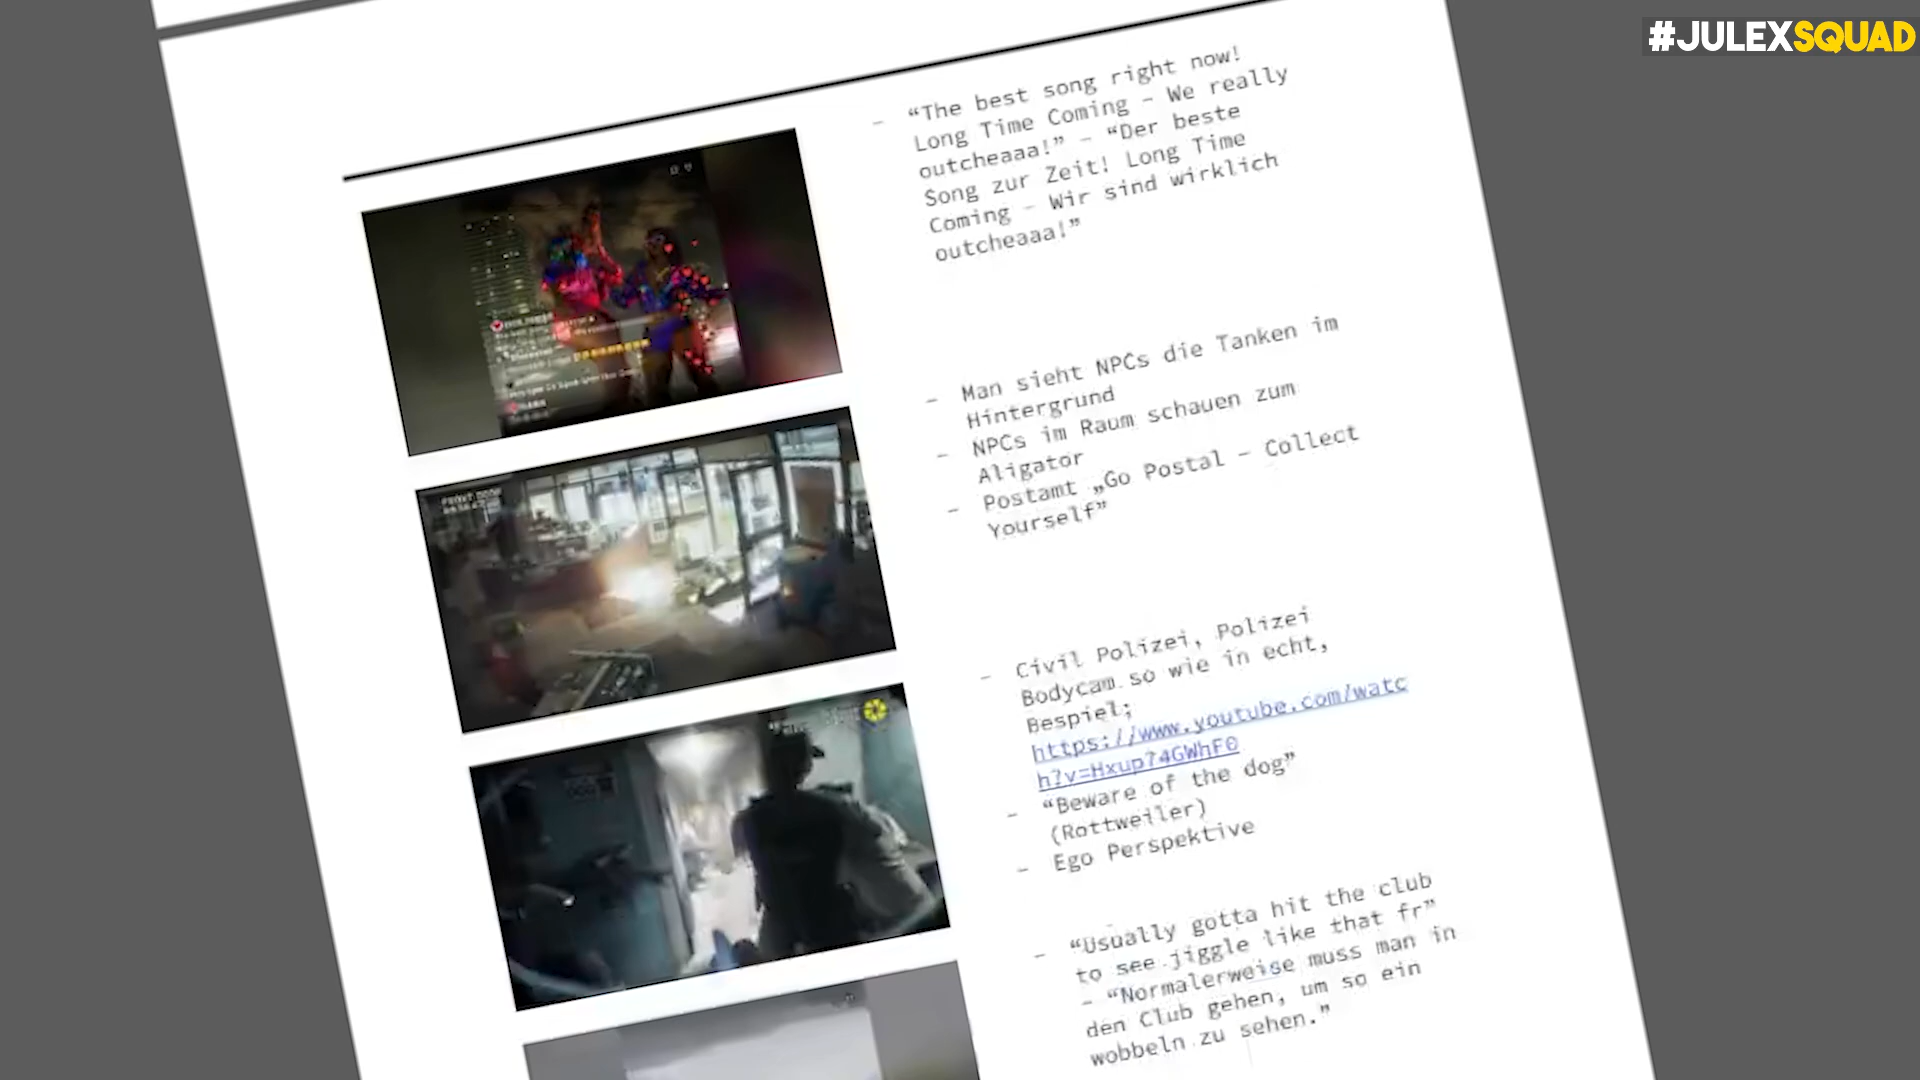 #JULEXSQUAD
– “The best song right now!
Long Time Coming – We really
outcheaaa!” – “Der beste
Song zur Zeit! Long Time
Coming – Wir sind wirklich
outcheaaa!”
– Man sieht NPCs die Tanken im
Hintergrund
– NPCs im Raum schauen zum
Aligator
– Postamt „Go Postal – Collect
Yourself”
– Civil Polizei, Polizei
Bodycam so wie in echt,
Bespiel;
https://www.youtube.com/watc
h?v=Hxup74GWhF0
– “Beware of the dog”
(Rottweiler)
– Ego Perspektive
– “Usually gotta hit the club
to see jiggle like that fr”
– “Normalerweise muss man in
den Club gehen, um so ein
wobbeln zu sehen.”